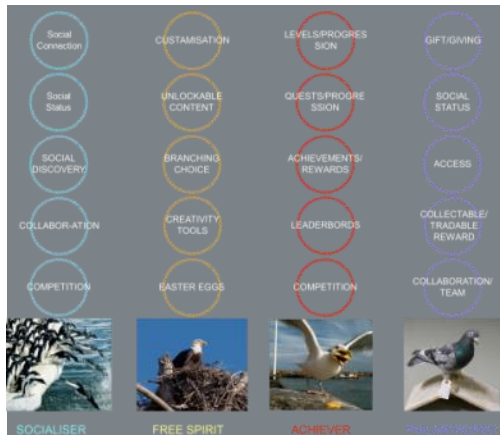 Social
Connection
CUSTAMISATION
LEVELS/PROGRES
SION
GIFT/GIVING
Social
Status
UNLOCKABLE
CONTENT
QUESTS/PROGRE
SSION
SOCIAL
STATUS
SOCIAL
DISCOVERY
BRANCHING
CHOICE
ACHIEVEMENTS/
REWARDS
ACCESS
COLLABOR-ATION
CREATIVITY
TOOLS
LEADERBORDS
COLLECTABLE/
TRADABLE
REWARD
COMPETITION
EASTER EGGS
COMPETITION
COLLABORATION/
TEAM
SOCIALISER
FREE SPIRIT
ACHIEVER